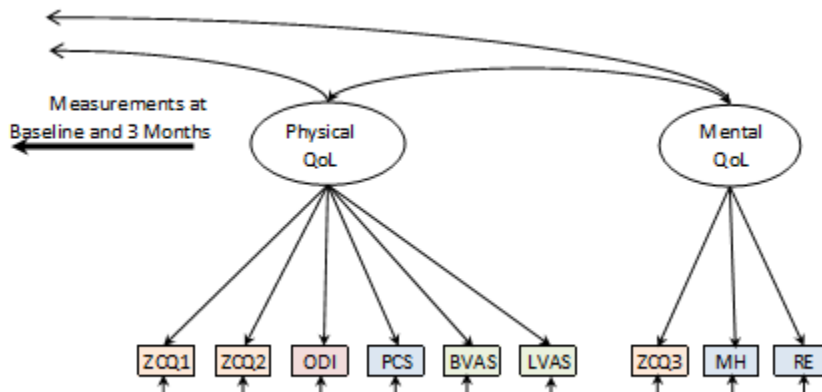 Measurements at
Baseline and 3 Months
Physical
QoL
Mental
QoL
ZCQ1
ZCQ2
ODI
PCS
BVAS
LVAS
ZCQ3
MH
RE